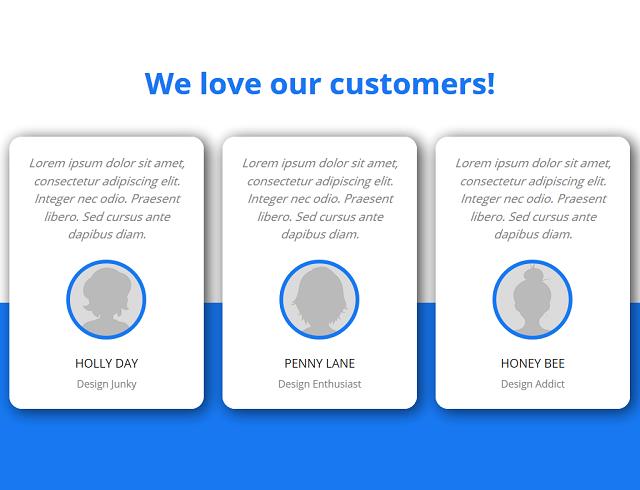 We love our customers!
Lorem ipsum dolor sit amet,
consectetur adipiscing elit.
Integer nec odio. Praesent
libero. Sed cursus ante
dapibus diam.
HOLLY DAY
Design Junky
Lorem ipsum dolor sit amet,
consectetur adipiscing elit.
Integer nec odio. Praesent
libero. Sed cursus ante
dapibus diam.
PENNY LANE
Design Enthusiast
Lorem ipsum dolor sit amet,
consectetur adipiscing elit.
Integer nec odio. Praesent
libero. Sed cursus ante
dapibus diam.
HONEY BEE
Design Addict